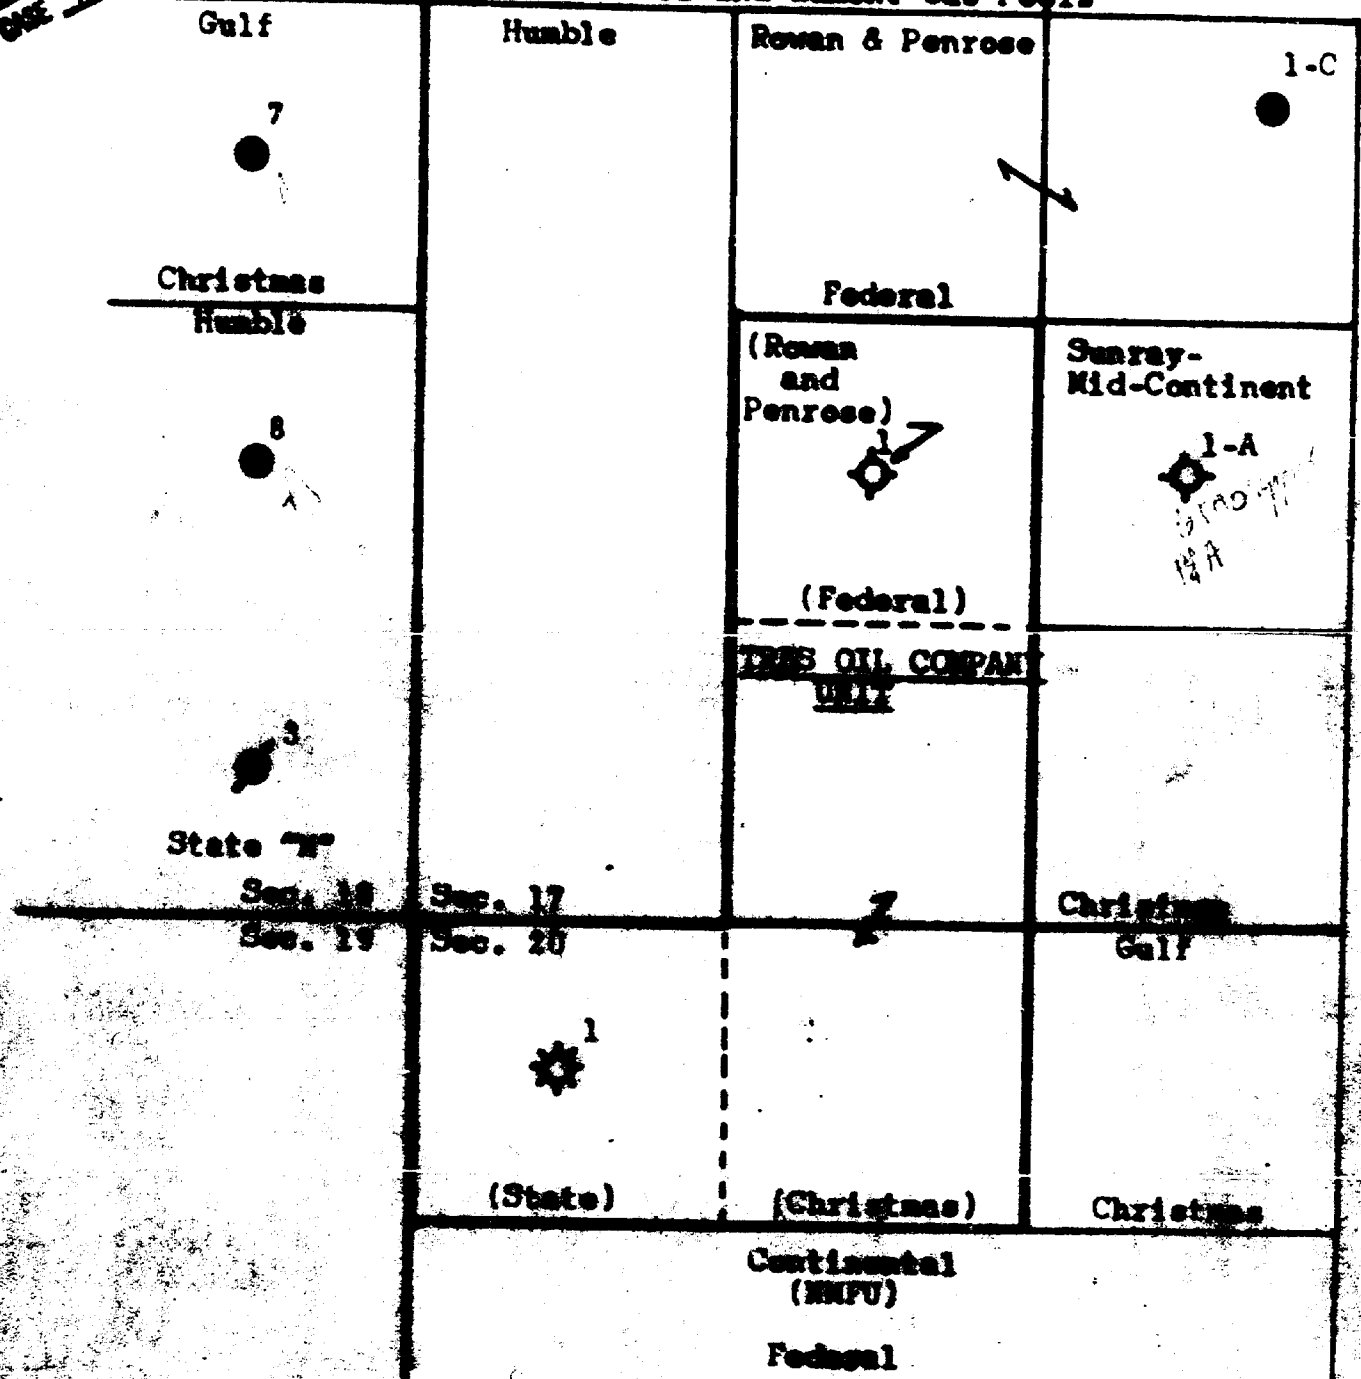 CASE
Gulf
Humble
Rowan & Penrose
1-C
7
Christmas
Federal
Humble
(Rowan
and
Penrose)
Sunray-
Mid-Continent
8
1
1-A
(Federal)
OIL COMPANY
UNIT
3
State
Sec. 18
Sec. 17
Christmas
Sec. 19
Sec. 20
Gulf
1
(State)
(Christmas)
Christmas
Continental
(NMFU)
Federal